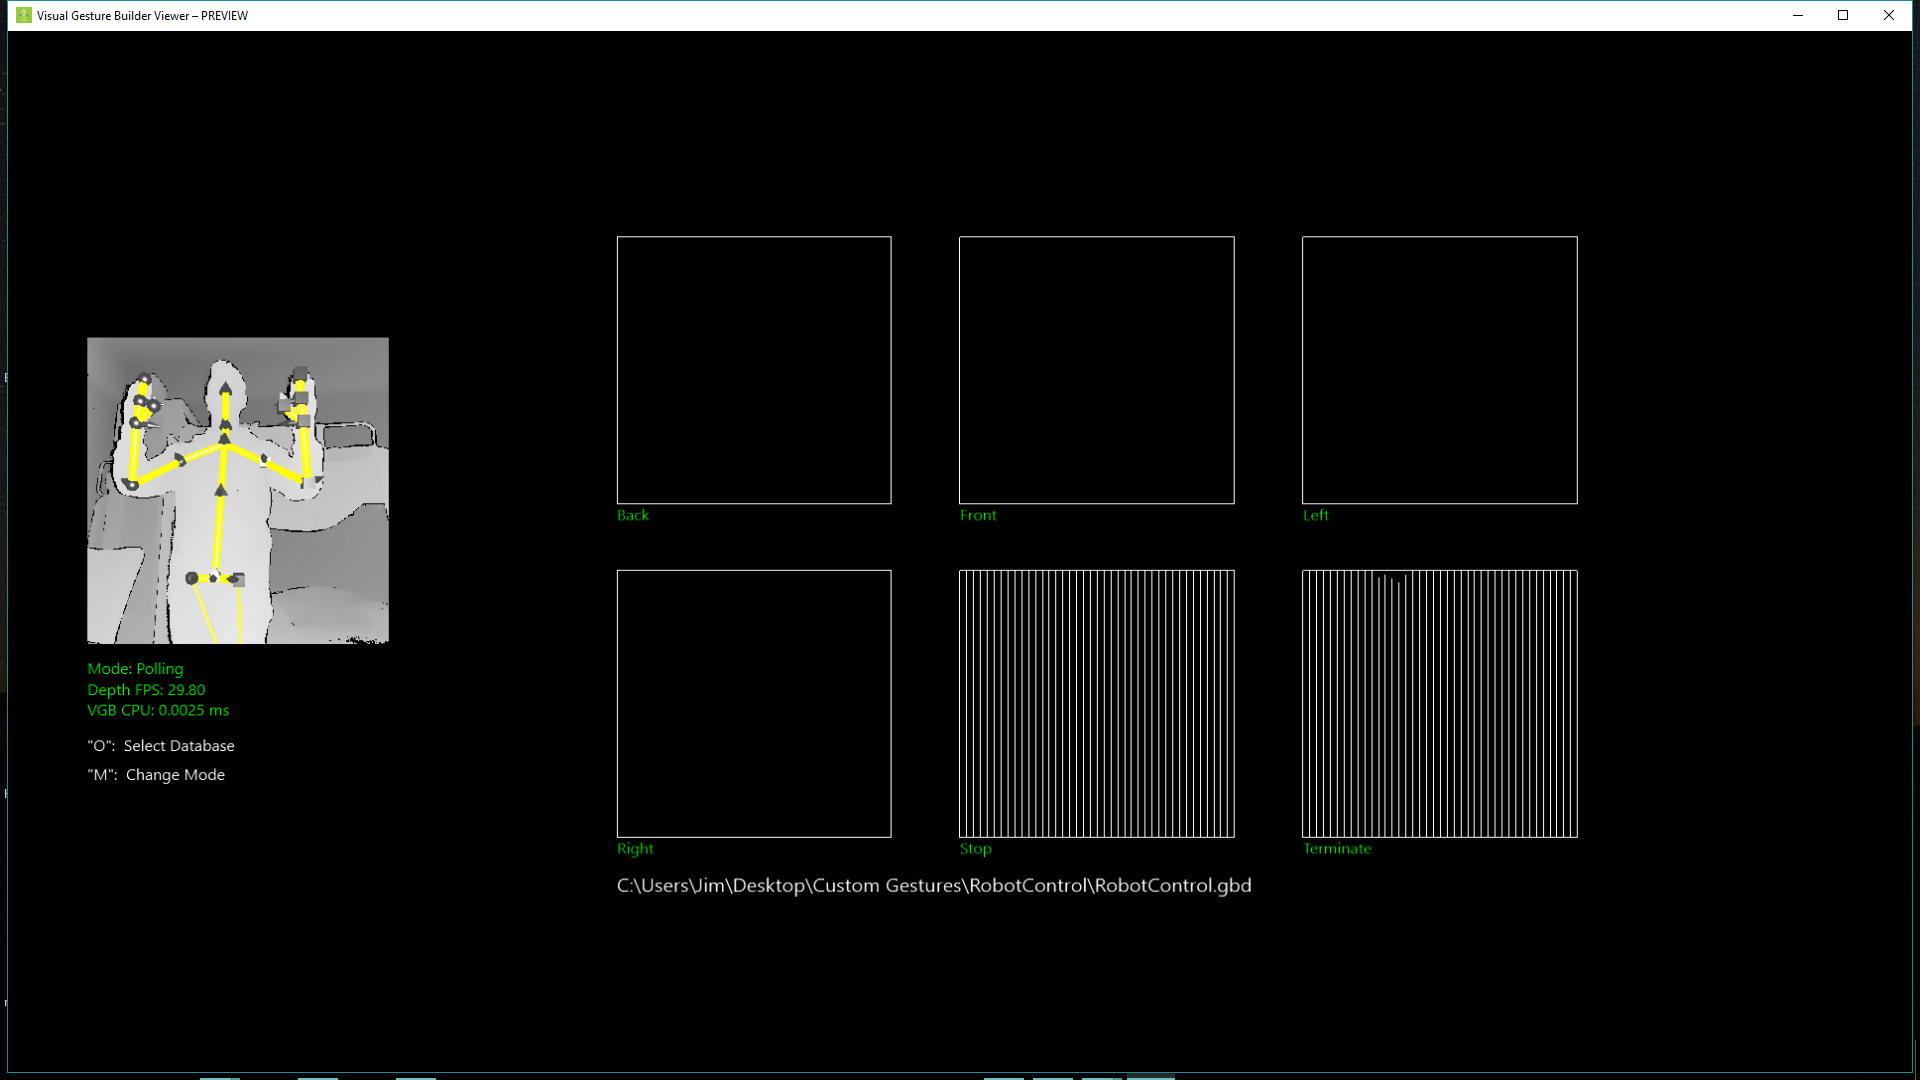 Visual Gesture Builder Viewer – PREVIEW
Back
Front
Left
Mode: Polling
Depth FPS: 29.80
VGB CPU: 0.0025 ms
"O":  Select Database
"M":  Change Mode
Right
Stop
Terminate
C:\Users\Jim\Desktop\Custom Gestures\RobotControl\RobotControl.gbd